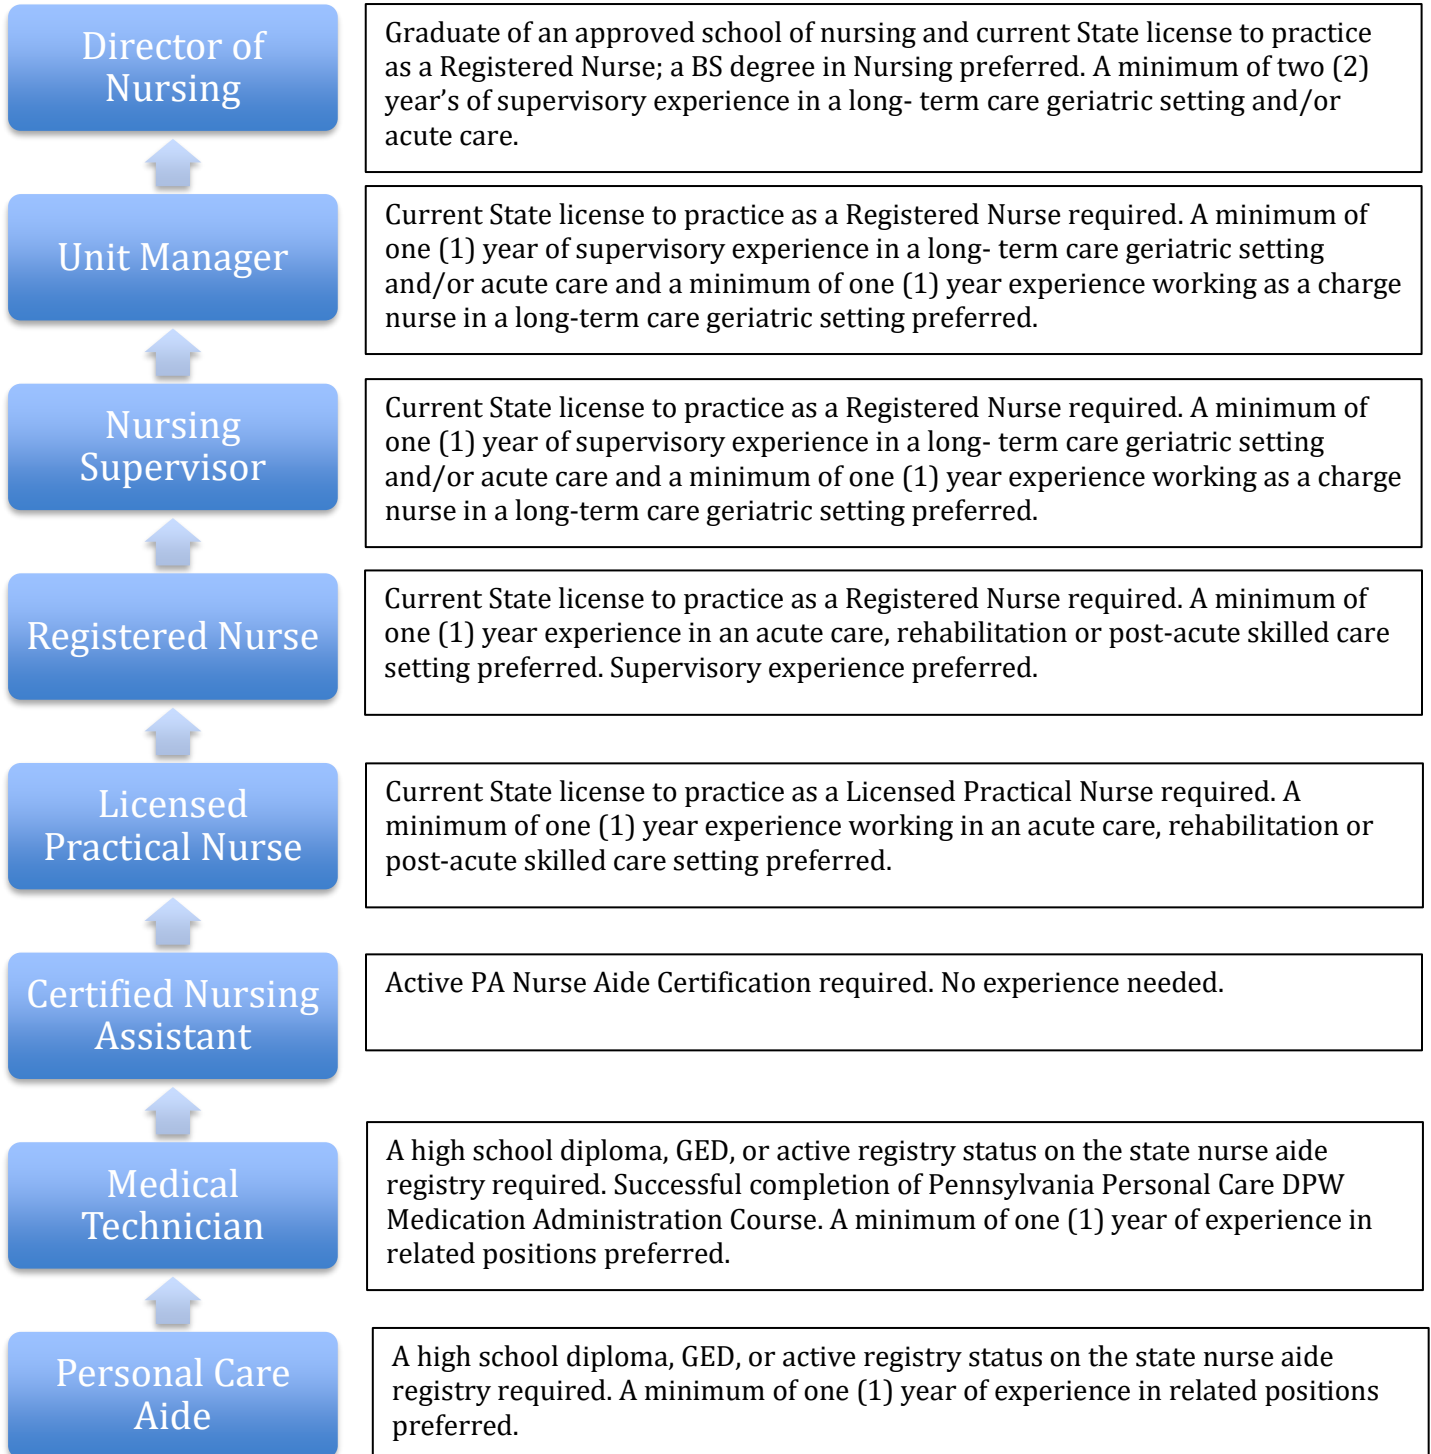 Director of
Nursing
Graduate of an approved school of nursing and current State license to practice
as a Registered Nurse; a BS degree in Nursing preferred. A minimum of two (2)
year’s of supervisory experience in a long- term care geriatric setting and/or
acute care.
Unit Manager
Current State license to practice as a Registered Nurse required. A minimum of
one (1) year of supervisory experience in a long- term care geriatric setting
and/or acute care and a minimum of one (1) year experience working as a charge
nurse in a long-term care geriatric setting preferred.
Nursing
Supervisor
Current State license to practice as a Registered Nurse required. A minimum of
one (1) year of supervisory experience in a long- term care geriatric setting
and/or acute care and a minimum of one (1) year experience working as a charge
nurse in a long-term care geriatric setting preferred.
Registered Nurse
Current State license to practice as a Registered Nurse required. A minimum of
one (1) year experience in an acute care, rehabilitation or post-acute skilled care
setting preferred. Supervisory experience preferred.
Licensed
Practical Nurse
Current State license to practice as a Licensed Practical Nurse required. A
minimum of one (1) year experience working in an acute care, rehabilitation or
post-acute skilled care setting preferred.
Certified Nursing
Assistant
Active PA Nurse Aide Certification required. No experience needed.
Medical
Technician
A high school diploma, GED, or active registry status on the state nurse aide
registry required. Successful completion of Pennsylvania Personal Care DPW
Medication Administration Course. A minimum of one (1) year of experience in
related positions preferred.
Personal Care
Aide
A high school diploma, GED, or active registry status on the state nurse aide
registry required. A minimum of one (1) year of experience in related positions
preferred.